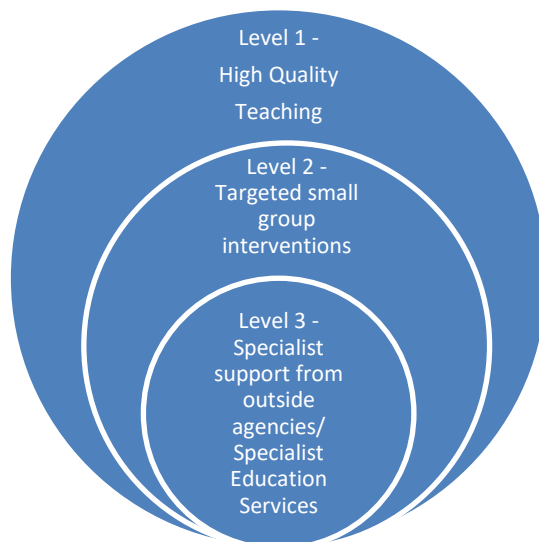 Level 1 -
High Quality
Teaching
Level 2 -
Targeted small
group
interventions
Level 3 -
Specialist
support from
outside
agencies/
Specialist
Education
Services